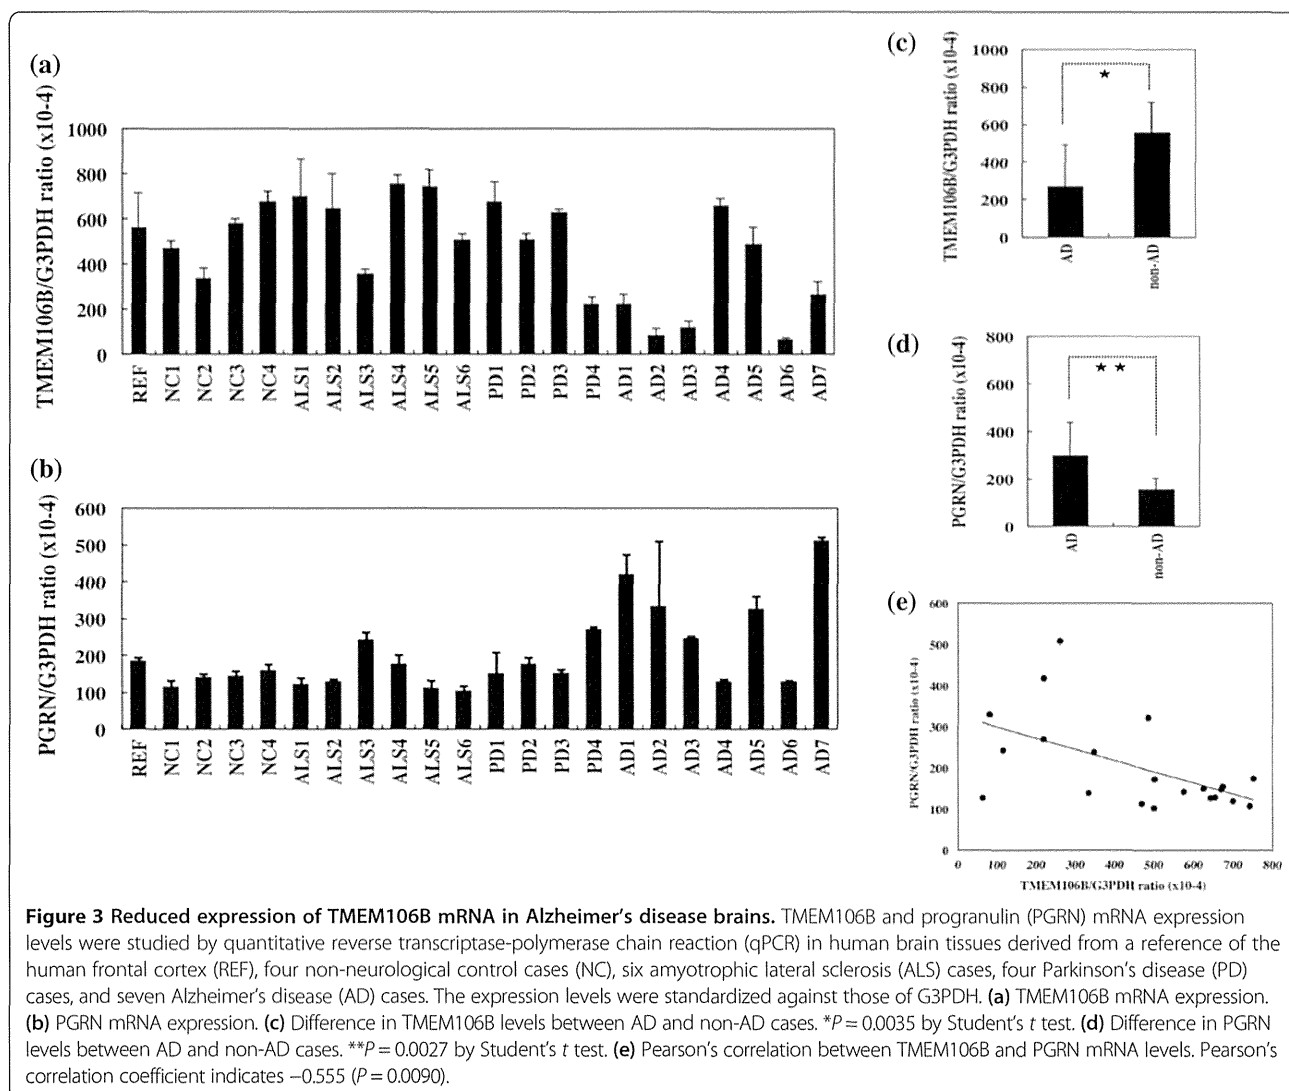 (a)
TMEM106B/G3PDH ratio (x10-4)
1000
800
600
400
200
0
REF
NC1
NC2
NC3
NC4
ALS1
ALS2
ALS3
ALS4
ALS5
ALS6
PD1
PD2
PD3
PD4
AD1
AD2
AD3
AD4
AD5
AD6
AD7
(b)
PGRN/G3PDH ratio (x10-4)
600
500
400
300
200
100
0
REF
NC1
NC2
NC3
NC4
ALS1
ALS2
ALS3
ALS4
ALS5
ALS6
PD1
PD2
PD3
PD4
AD1
AD2
AD3
AD4
AD5
AD6
AD7
(c)
TMEM106B/G3PDH ratio (x10-4)
1000
800
600
400
200
0
★
AD
non-AD
(d)
PGRN/G3PDH ratio (x10-4)
800
600
400
200
0
★ ★
AD
non-AD
(e)
PGRN/G3PDH ratio (x10-4)
600
500
400
300
200
100
0
0 100 200 300 400 500 600 700 800
TMEM106B/G3PDH ratio (x10-4)
Figure 3 Reduced expression of TMEM106B mRNA in Alzheimer's disease brains. TMEM106B and progranulin (PGRN) mRNA expression
levels were studied by quantitative reverse transcriptase-polymerase chain reaction (qPCR) in human brain tissues derived from a reference of the
human frontal cortex (REF), four non-neurological control cases (NC), six amyotrophic lateral sclerosis (ALS) cases, four Parkinson's disease (PD)
cases, and seven Alzheimer's disease (AD) cases. The expression levels were standardized against those of G3PDH. (a) TMEM106B mRNA expression.
(b) PGRN mRNA expression. (c) Difference in TMEM106B levels between AD and non-AD cases. *P = 0.0035 by Student's t test. (d) Difference in PGRN
levels between AD and non-AD cases. **P = 0.0027 by Student's t test. (e) Pearson's correlation between TMEM106B and PGRN mRNA levels. Pearson's
correlation coefficient indicates −0.555 (P = 0.0090).